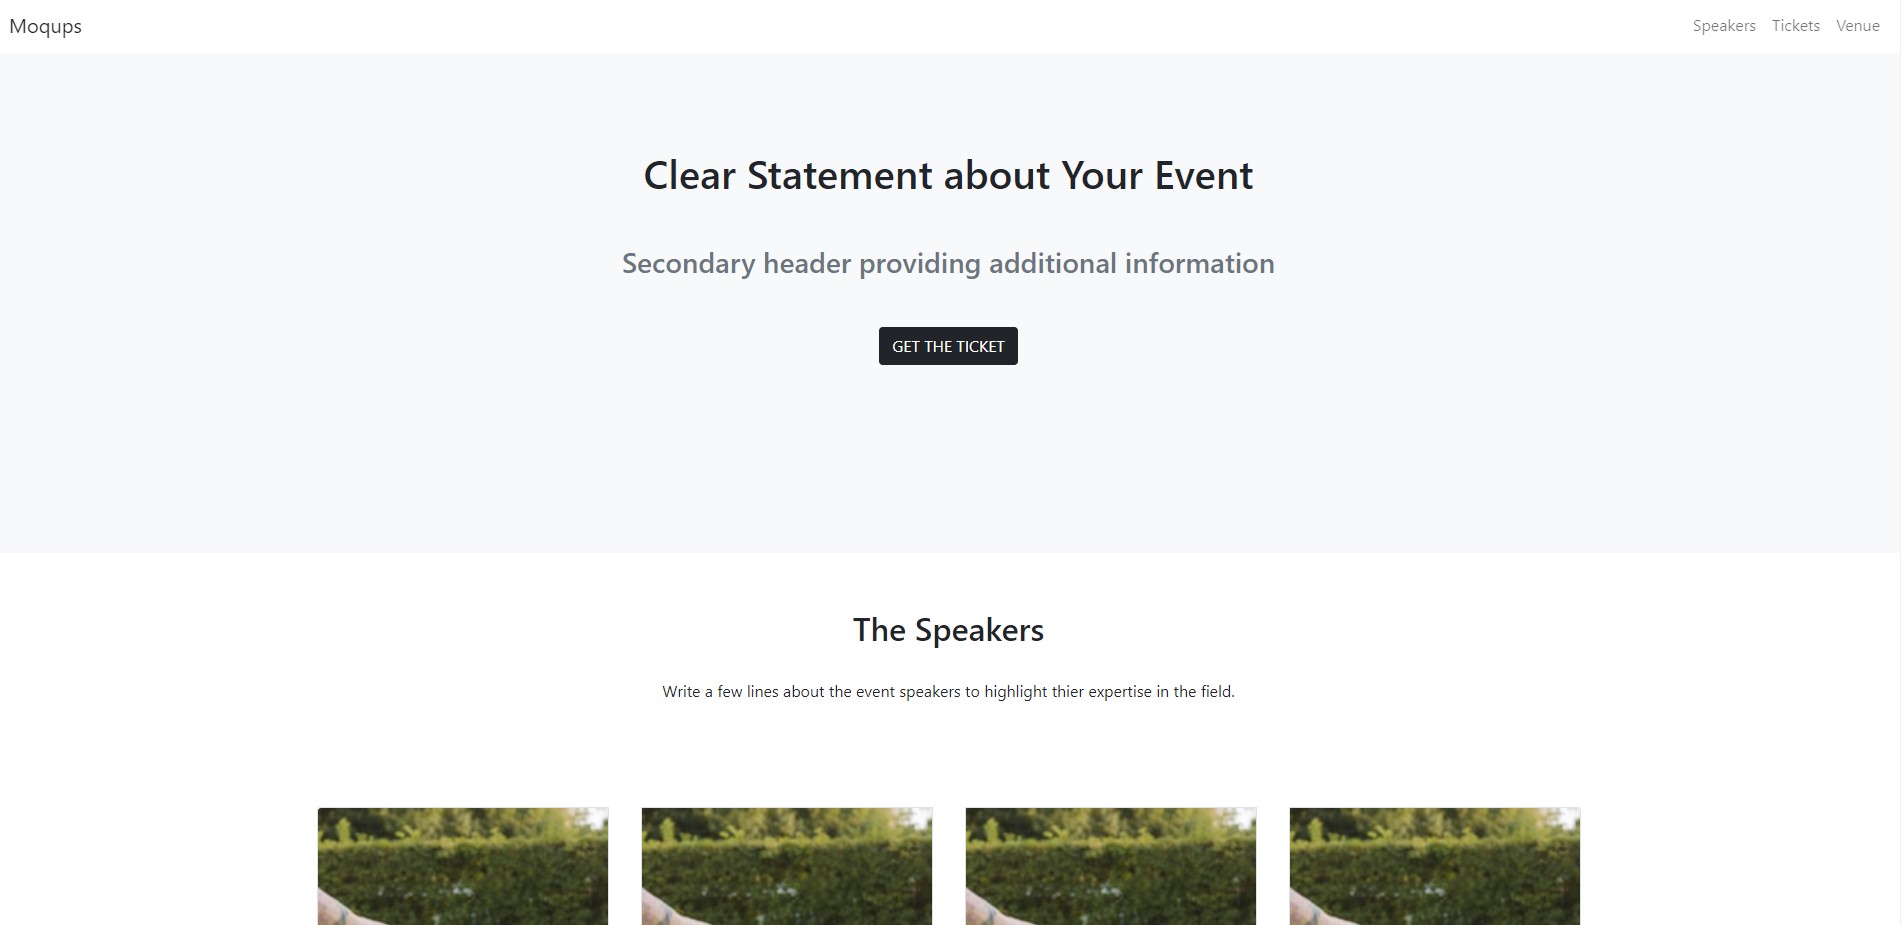 Moqups
Speakers Tickets Venue
Clear Statement about Your Event
Secondary header providing additional information
GET THE TICKET
The Speakers
Write a few lines about the event speakers to highlight thier expertise in the field.